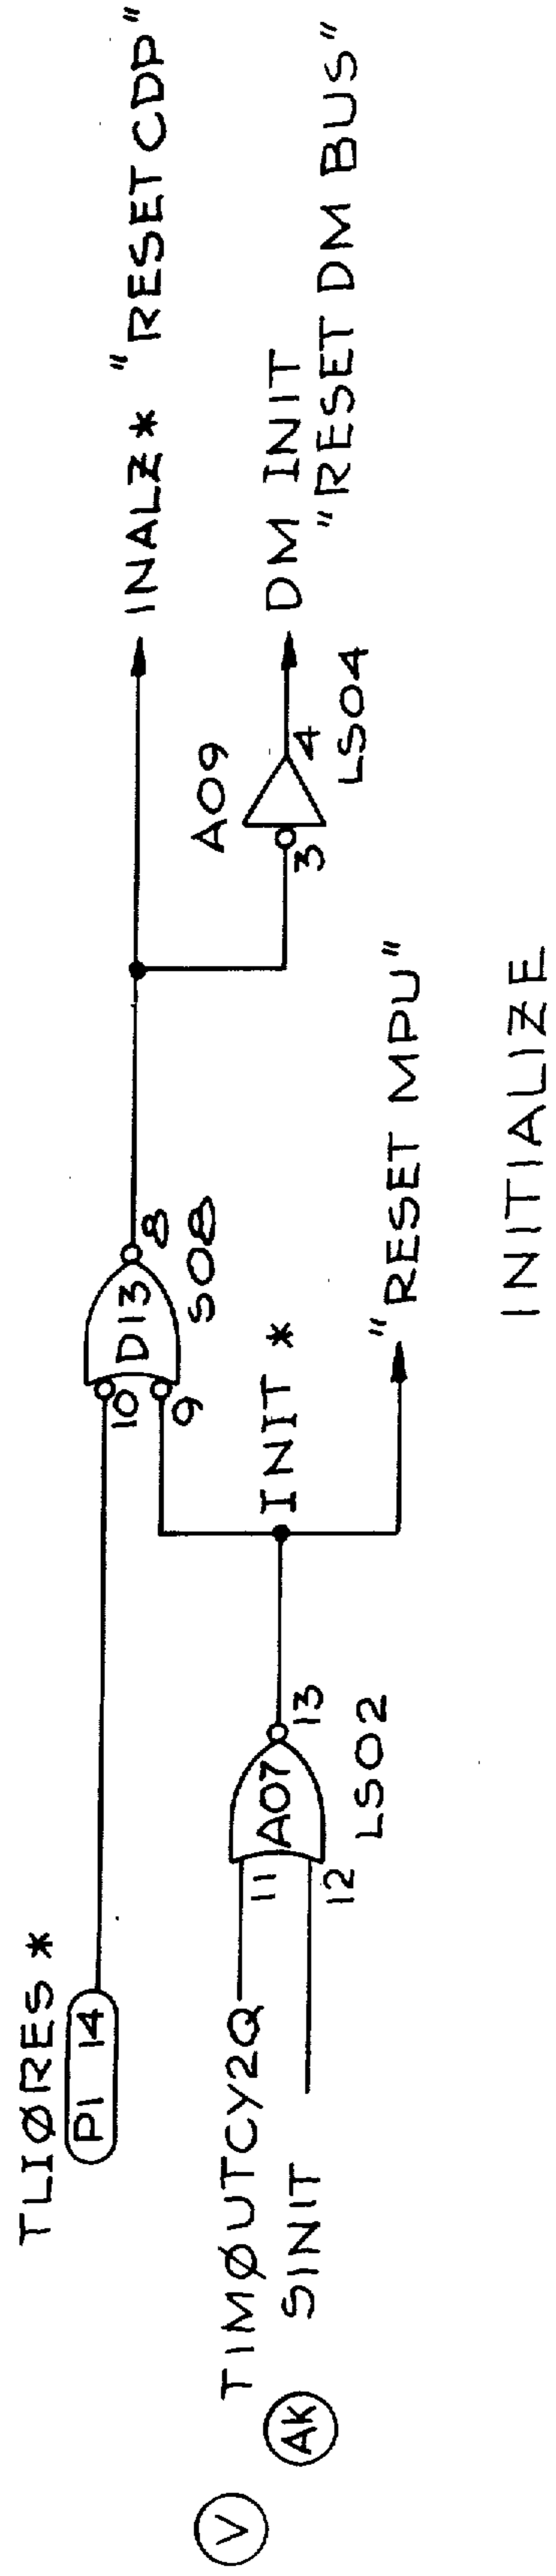 TLIØRES *
P1 14
10
9
D13
8
S08
INALZ * "RESET CDP"
A09
3
4
LS04
DM INIT
"RESET DM BUS"
V
TIMØUTCY2Q
AK
SINIT
11
12
A07
13
LS02
INIT *
"RESET MPU"
INITIALIZE